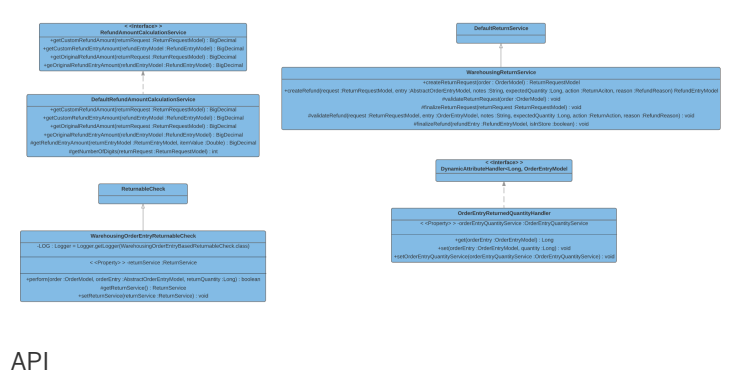 < <Interface> >
RefundAmountCalculationService
+getCustomRefundAmount(returnRequest :ReturnRequestModel) : BigDecimal
+getCustomRefundEntryAmount(refundEntryModel :RefundEntryModel) : BigDecimal
+getOriginalRefundAmount(returnRequest :ReturnRequestModel) : BigDecimal
+getOriginalRefundEntryAmount(refundEntryModel :RefundEntryModel) : BigDecimal
DefaultRefundAmountCalculationService
+getCustomRefundAmount(returnRequest :ReturnRequestModel) : BigDecimal
+getCustomRefundEntryAmount(refundEntryModel :RefundEntryModel) : BigDecimal
+getOriginalRefundAmount(returnRequest :ReturnRequestModel) : BigDecimal
+getOriginalRefundEntryAmount(refundEntryModel :RefundEntryModel) : BigDecimal
#getRefundEntryAmount(returnEntryModel :ReturnEntryModel, itemValue :Double) : BigDecimal
#getNumberOfDigits(returnRequest :ReturnRequestModel) : int
ReturnableCheck
WarehousingOrderEntryReturnableCheck
-LOG : Logger = Logger.getLogger(WarehousingOrderEntryBasedReturnableCheck.class)
< <Property> > -returnService :ReturnService
+perform(order :OrderModel, orderEntry :AbstractOrderEntryModel, returnQuantity :Long) : boolean
#getReturnService() : ReturnService
+setReturnService(returnService :ReturnService) : void
DefaultReturnService
WarehousingReturnService
+createReturnRequest(order : OrderModel) : ReturnRequestModel
+createRefund(request :ReturnRequestModel, entry :AbstractOrderEntryModel, notes :String, expectedQuantity :Long, action :ReturnAction, reason :RefundReason) RefundEntryModel
#validateReturnRequest(order :OrderModel) : void
#finalizeReturnRequest(returnRequest :ReturnRequestModel) : void
#validateRefund(request :ReturnRequestModel, entry :OrderEntryModel, notes :String, expectedQuantity :Long, action :ReturnAction, reason :RefundReason) : void
#finalizeRefund(refundEntry :RefundEntryModel, isInStore :boolean) : void
< <Interface> >
DynamicAttributeHandler<Long, OrderEntryModel
OrderEntryReturnedQuantityHandler
< <Property> > -orderEntryQuantityService :OrderEntryQuantityService
+get(orderEntry :OrderEntryModel) : Long
+set(orderEntry :OrderEntryModel, quantity :Long) : void
+setOrderEntryQuantityService(orderEntryQuantityService :OrderEntryQuantityService) : void
API